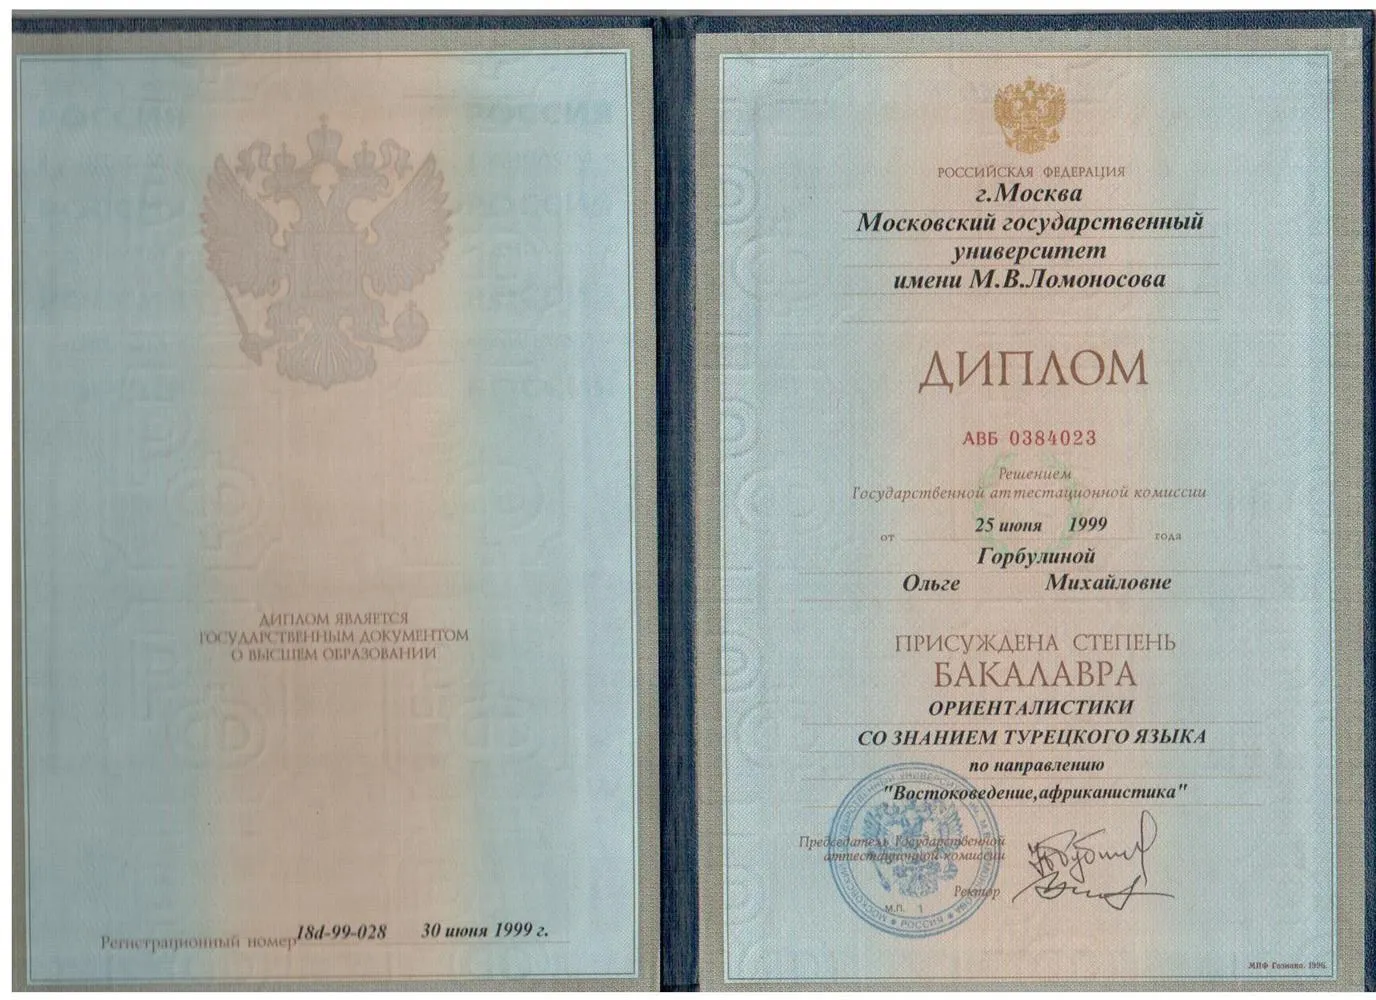 ДИПЛОМ ЯВЛЯЕТСЯ
ГОСУДАРСТВЕННЫМ ДОКУМЕНТОМ
О ВЫСШЕМ ОБРАЗОВАНИИ
Регистрационный номер 18d-99-028 30 июня 1999 г.
РОССИЙСКАЯ ФЕДЕРАЦИЯ
г.Москва
Московский государственный
университет
имени М.В.Ломоносова
ДИПЛОМ
АВБ 0384023
Решением
Государственной аттестационной комиссии
от 25 июня 1999 года
Горбулиной
Ольге Михайловне
ПРИСУЖДЕНА СТЕПЕНЬ
БАКАЛАВРА
ОРИЕНТАЛИСТИКИ
СО ЗНАНИЕМ ТУРЕЦКОГО ЯЗЫКА
по направлению
"Востоковедение,африканистика"
Председатель Государственной
аттестационной комиссии
Ректор
М.П. 1
РОССИЯ
МПФ Гознака. 1996.